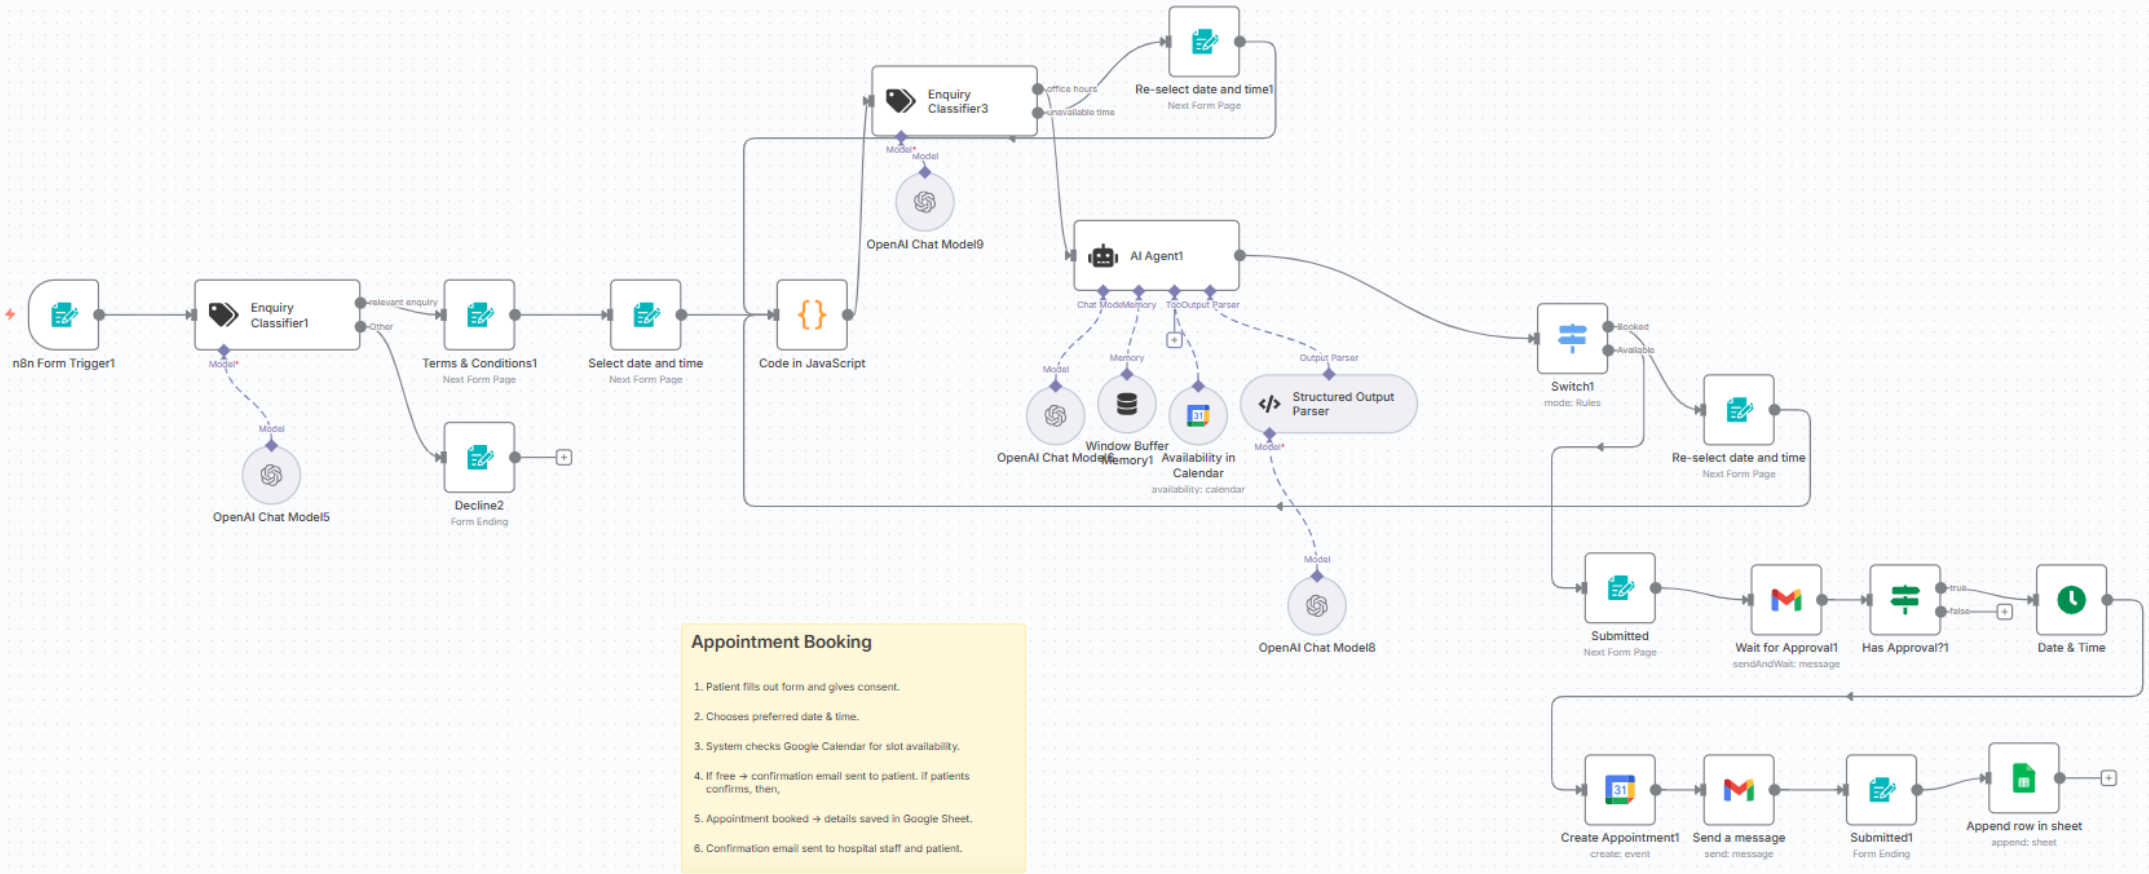 Re-select date and time1
Next Form Page
Enquiry
Classifier3
office hours
unavailable time
Model*
Model
OpenAI Chat Model9
n8n Form Trigger1
Enquiry
Classifier1
relevant enquiry
Other
Model*
Model
OpenAI Chat Model5
Terms & Conditions1
Next Form Page
Decline2
Form Ending
Select date and time
Next Form Page
{}
Code in JavaScript
AI Agent1
Memory
Output Parser
Model
OpenAI Chat
Memory
Window Buffer
Memory1
31
Availability in
Calendar
availability: calendar
Output Parser
Structured Output
Parser
Model*
Model
OpenAI Chat Model8
Booked
Available
Switch1
mode: Rules
Re-select date and time
Next Form Page
Submitted
Next Form Page
Wait for Approval1
sendAndWait: message
true
false
Has Approval?1
Date & Time
31
Create Appointment1
create: event
Send a message
send: message
Submitted1
Form Ending
Append row in sheet
append: sheet
Appointment Booking
1. Patient fills out form and gives consent.
2. Chooses preferred date & time.
3. System checks Google Calendar for slot availability.
4. If free → confirmation email sent to patient. if patients
confirms, then,
5. Appointment booked → details saved in Google Sheet.
6. Confirmation email sent to hospital staff and patient.